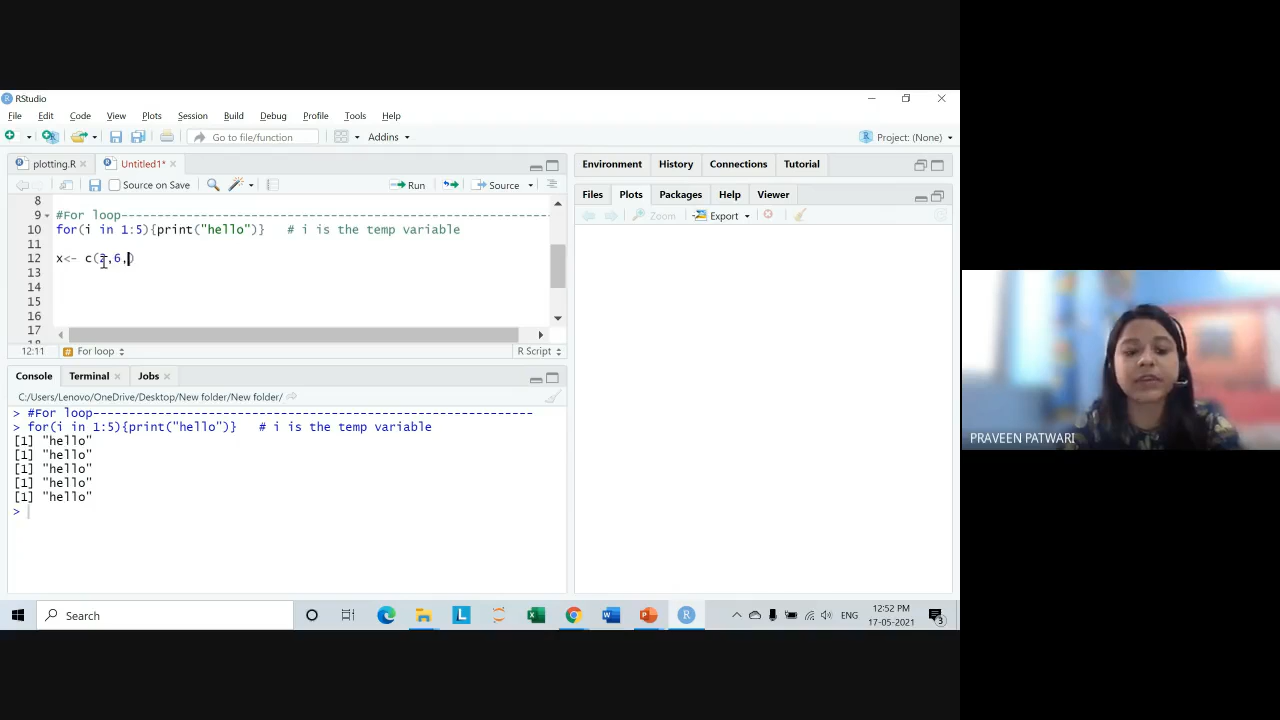 RStudio
File Edit Code View Plots Session Build Debug Profile Tools Help
Go to file/function Addins Project: (None)
plotting.R Untitled1* Environment History Connections Tutorial
Source on Save Run Source
Files Plots Packages Help Viewer
Zoom Export
8
9 #For loop---------------------------------------------------------------------
10 for(i in 1:5){print("hello")} # i is the temp variable
11
12 x<- c(2,6,)
13
14
15
16
17
12:11 # For loop R Script
Console Terminal Jobs
C:/Users/Lenovo/OneDrive/Desktop/New folder/New folder/
> #For loop--------------------------------------------------------------
> for(i in 1:5){print("hello")} # i is the temp variable
[1] "hello"
[1] "hello"
[1] "hello"
[1] "hello"
[1] "hello"
>
PRAVEEN PATWARI
Search ENG 12:52 PM
17-05-2021
3